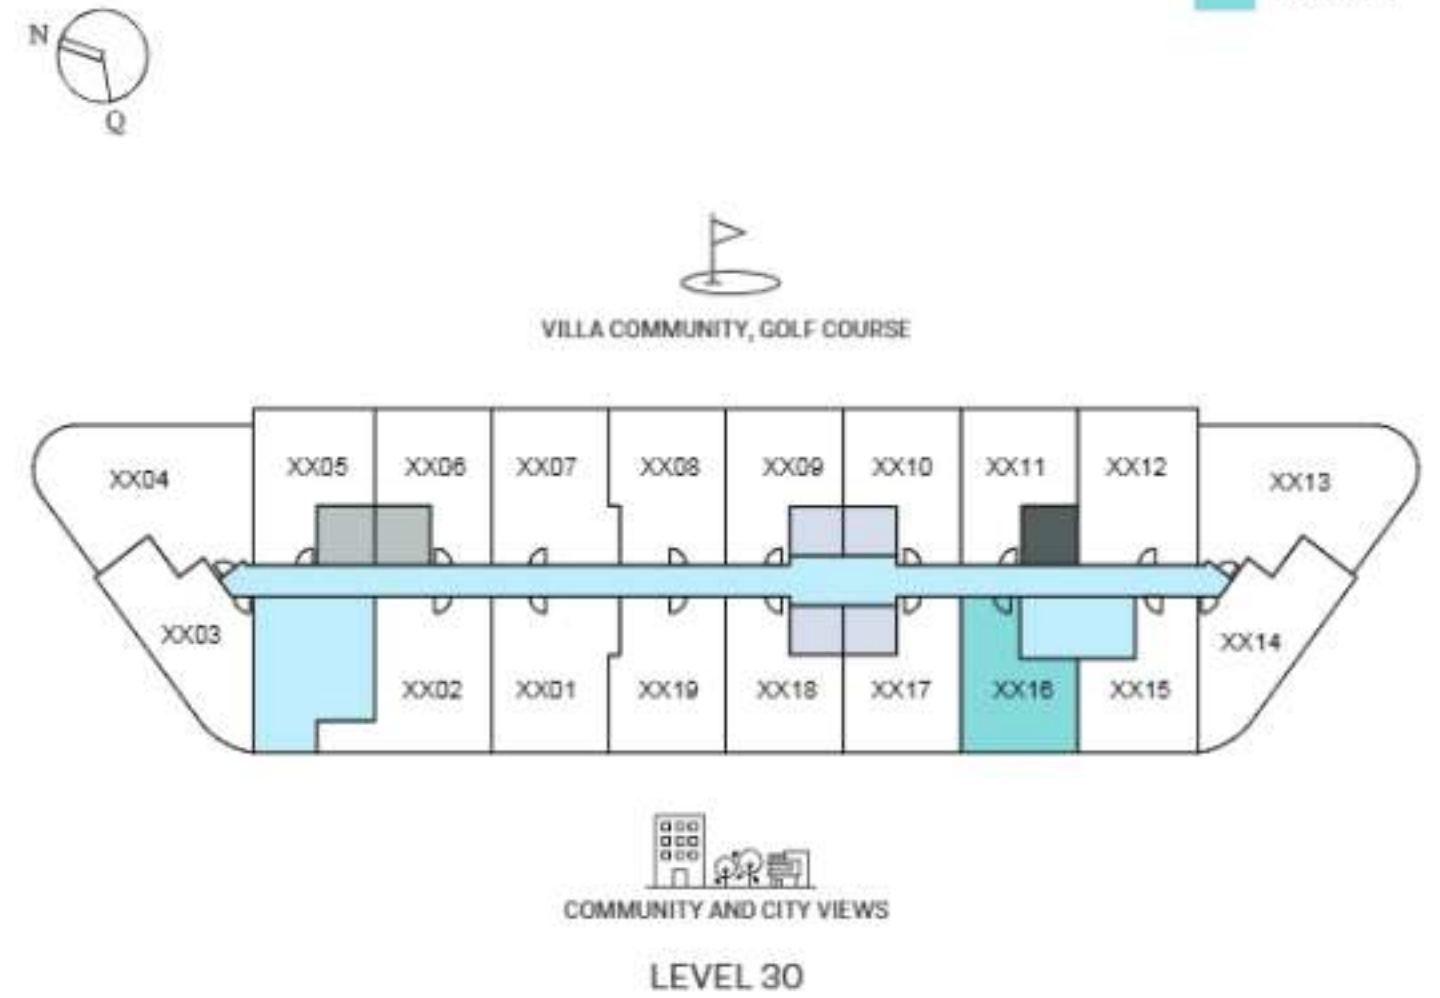 N
Q
VILLA COMMUNITY, GOLF COURSE
XX04
XX05
XX06
XX07
XX08
XX09
XX10
XX11
XX12
XX13
XX03
XX02
XX01
XX19
XX18
XX17
XX16
XX15
XX14
COMMUNITY AND CITY VIEWS
LEVEL 30